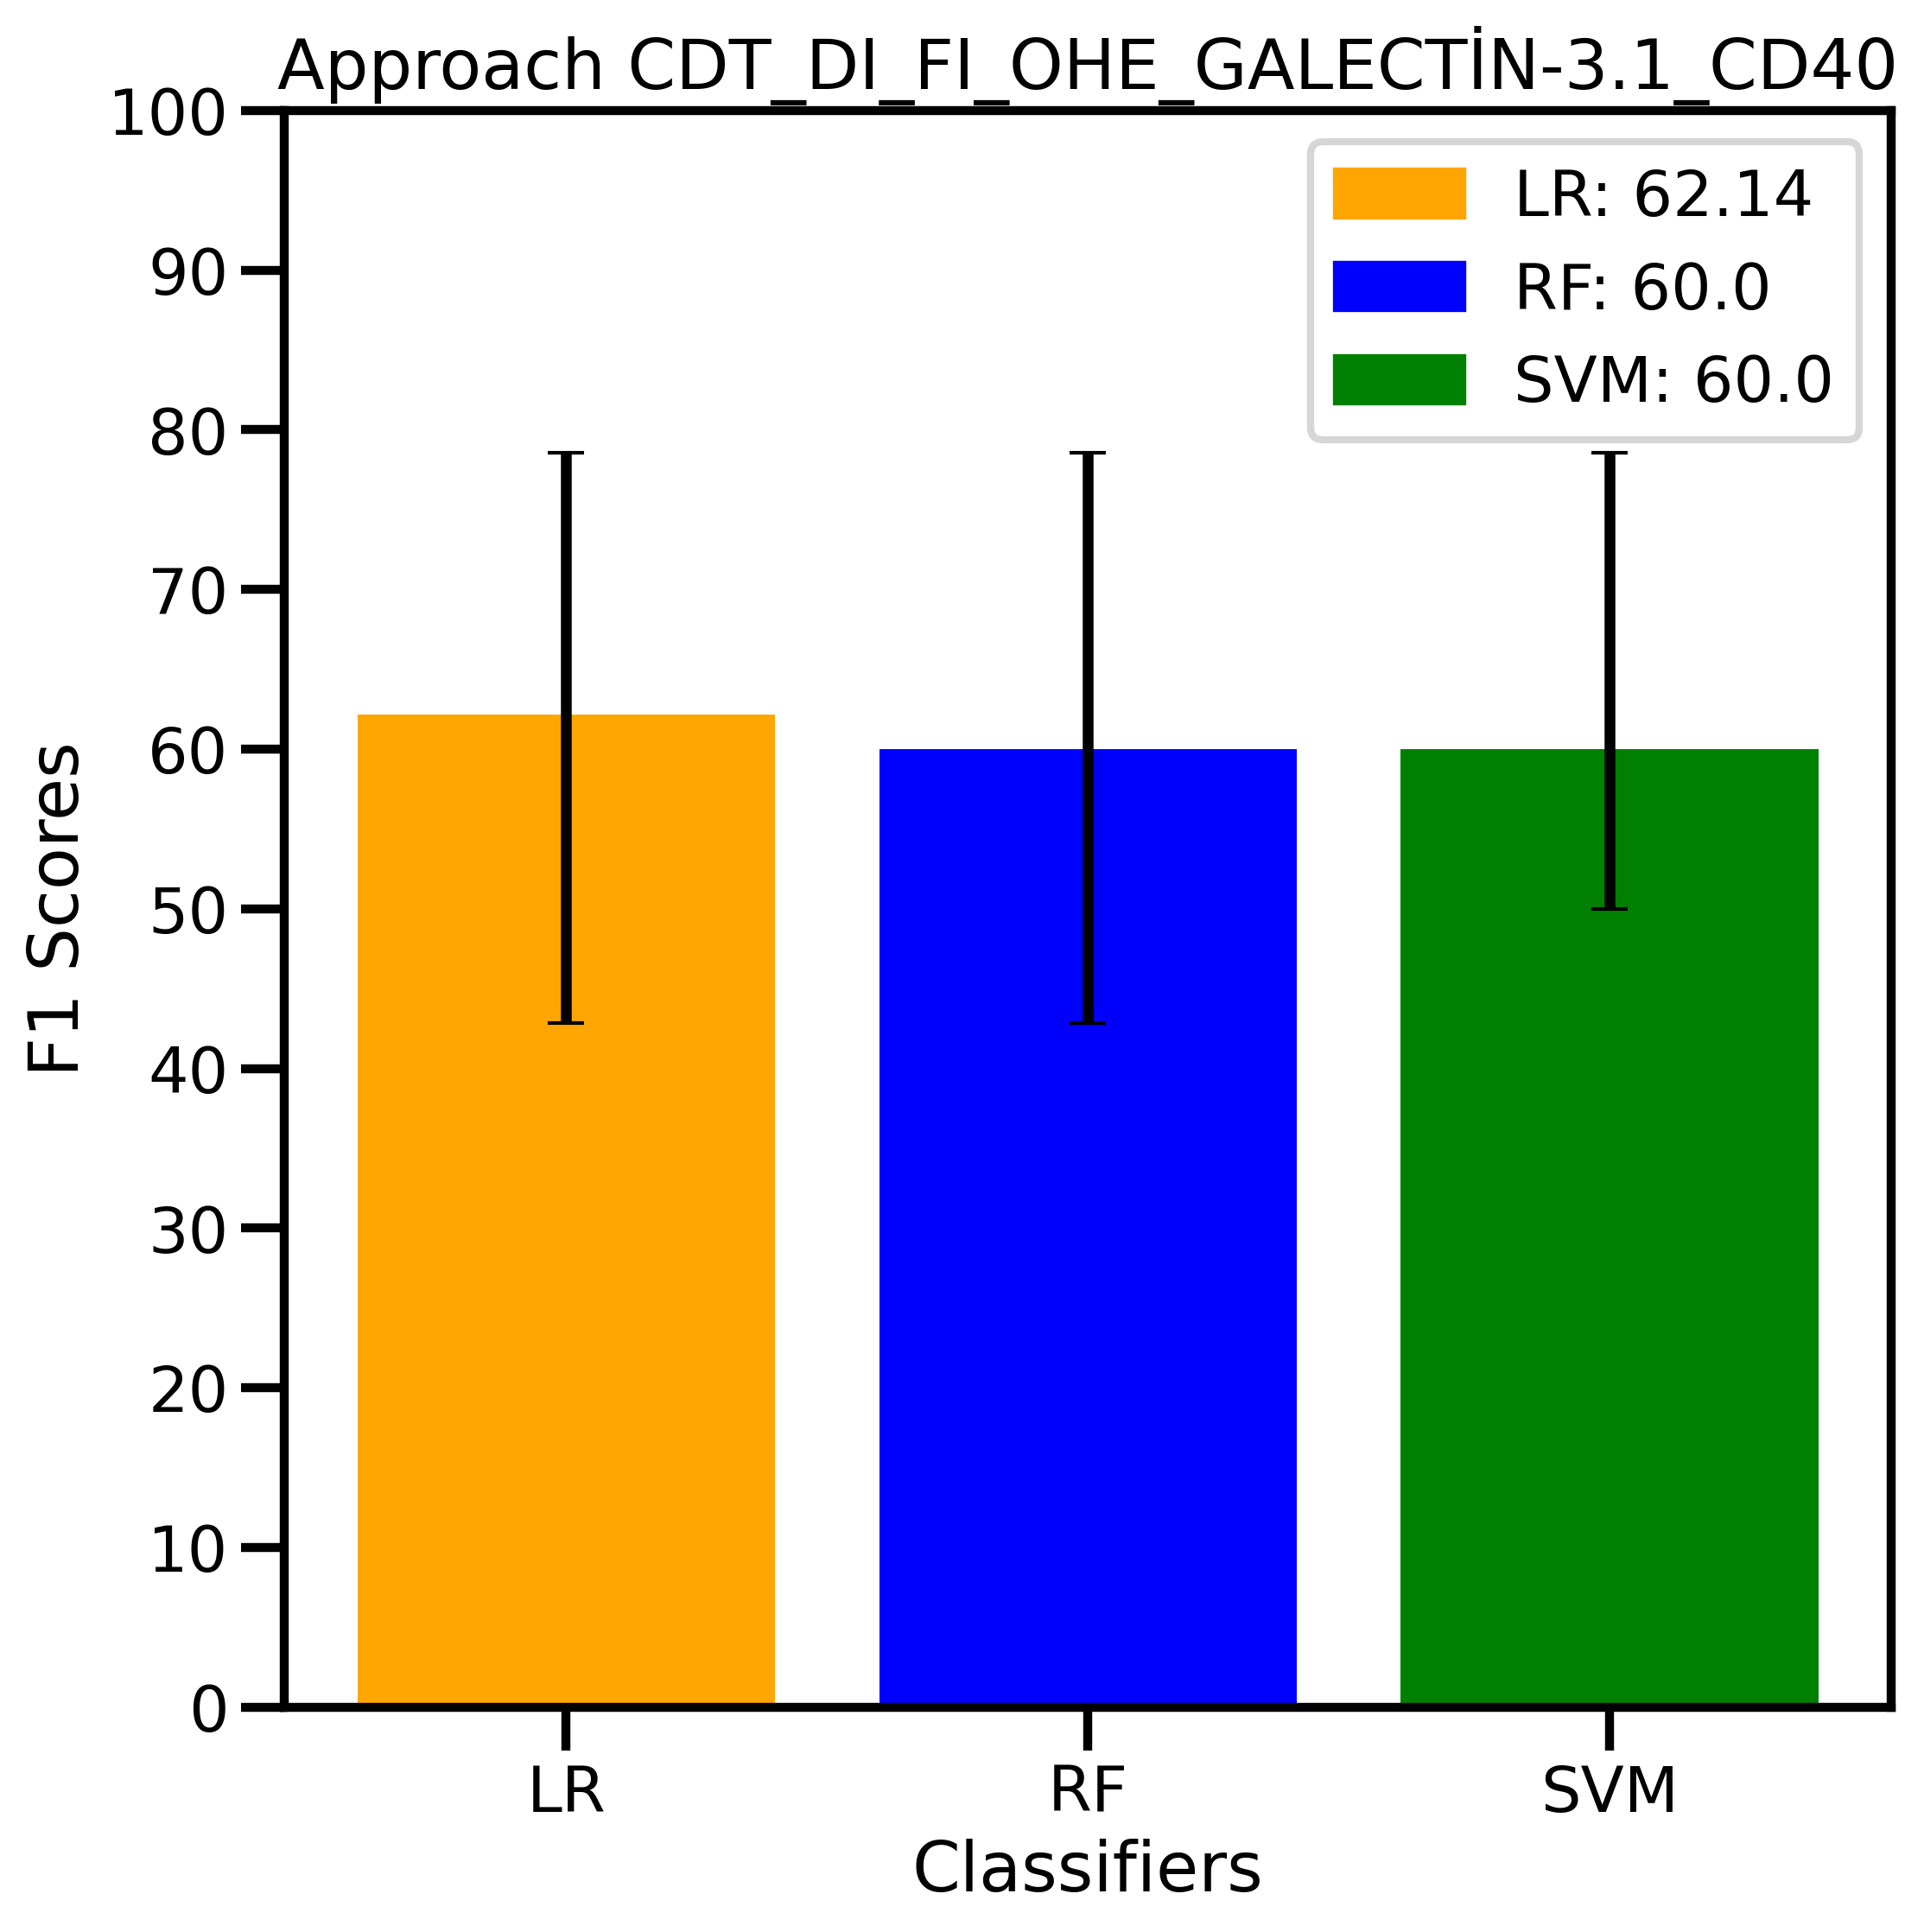 Approach CDT_DI_FI_OHE_GALECTİN-3.1_CD40
100
90
80
70
60
50
40
30
20
10
0
F1 Scores
LR: 62.14
RF: 60.0
SVM: 60.0
LR
RF
SVM
Classifiers